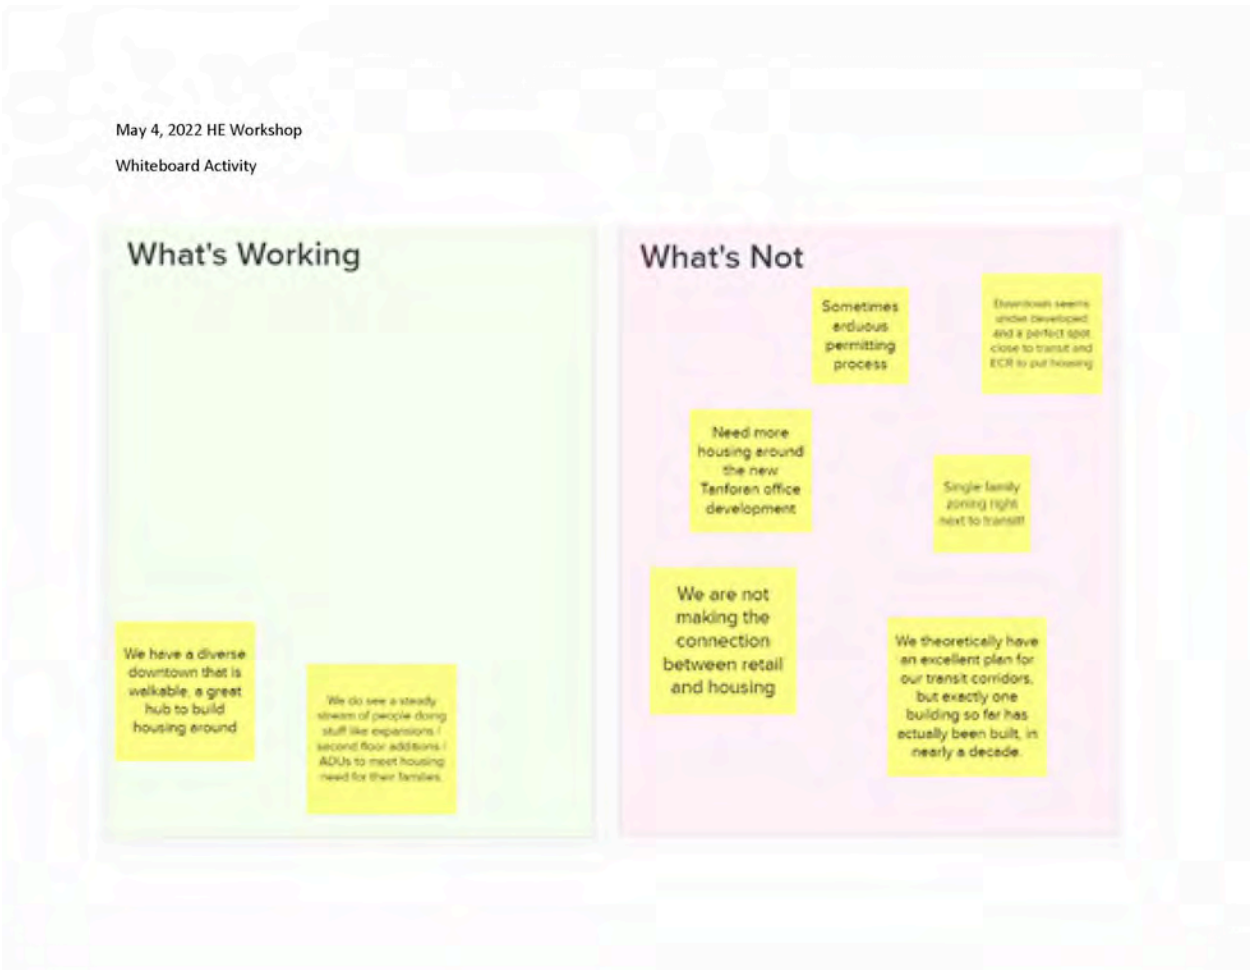 May 4, 2022 HE Workshop
Whiteboard Activity
What's Working
We have a diverse
downtown that is
walkable, a great
hub to build
housing around
We do see a steady
stream of people doing
stuff like expansions /
second floor additions /
ADUs to meet housing
need for their families.
What's Not
Sometimes
arduous
permitting
process
Downtown seems
under developed
and a perfect spot
close to transit and
ECR to put housing
Need more
housing around
the new
Tanforan office
development
Single family
zoning right
next to transit!
We are not
making the
connection
between retail
and housing
We theoretically have
an excellent plan for
our transit corridors,
but exactly one
building so far has
actually been built, in
nearly a decade.